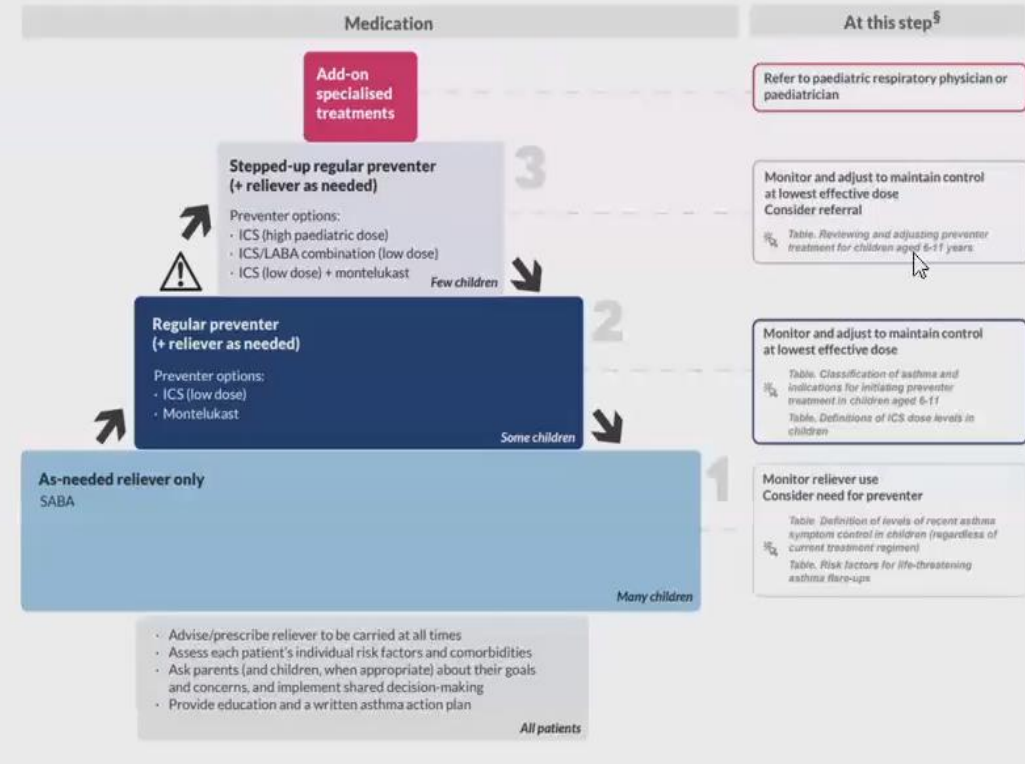 Medication
At this step§
Add-on
specialised
treatments
Refer to paediatric respiratory physician or
paediatrician
3
Stepped-up regular preventer
(+ reliever as needed)
Preventer options:
· ICS (high paediatric dose)
· ICS/LABA combination (low dose)
· ICS (low dose) + montelukast
Few children
Monitor and adjust to maintain control
at lowest effective dose
Consider referral
Table. Reviewing and adjusting preventer
treatment for children aged 6-11 years
2
Regular preventer
(+ reliever as needed)
Preventer options:
· ICS (low dose)
· Montelukast
Some children
Monitor and adjust to maintain control
at lowest effective dose
Table. Classification of asthma and
indications for initiating preventer
treatment in children aged 6-11
Table. Definitions of ICS dose levels in
children
1
As-needed reliever only
SABA
Many children
Monitor reliever use
Consider need for preventer
Table. Definition of levels of recent asthma
symptom control in children (regardless of
current treatment regimen)
Table. Risk factors for life-threatening
asthma flare-ups
· Advise/prescribe reliever to be carried at all times
· Assess each patient's individual risk factors and comorbidities
· Ask parents (and children, when appropriate) about their goals
and concerns, and implement shared decision-making
· Provide education and a written asthma action plan
All patients